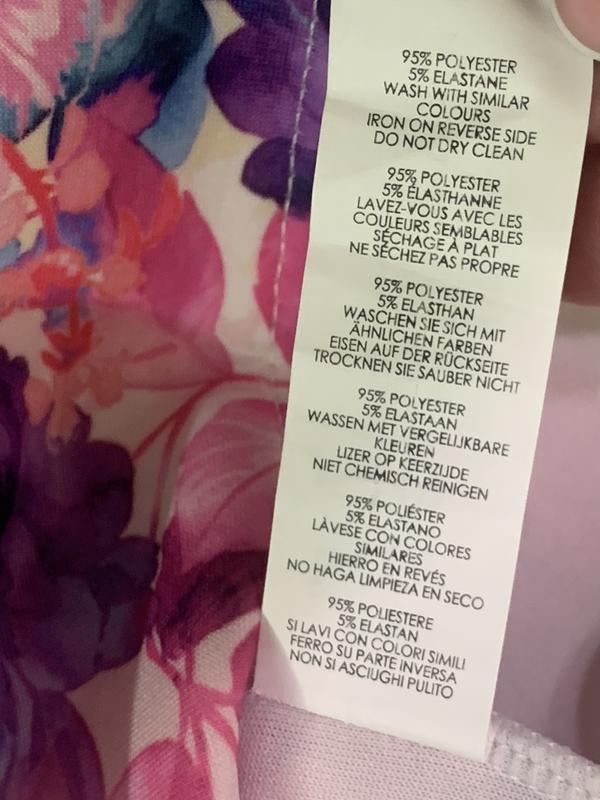 95% POLYESTER
5% ELASTANE
WASH WITH SIMILAR
COLOURS
IRON ON REVERSE SIDE
DO NOT DRY CLEAN
95% POLYESTER
5% ÉLASTHANNE
LAVEZ-VOUS AVEC LES
COULEURS SEMBLABLES
SÉCHAGE À PLAT
NE SÉCHEZ PAS PROPRE
95% POLYESTER
5% ELASTHAN
WASCHEN SIE SICH MIT
ÄHNLICHEN FARBEN
EISEN AUF DER RÜCKSEITE
TROCKNEN SIE SAUBER NICHT
95% POLYESTER
5% ELASTAAN
WASSEN MET VERGELIJKBARE
KLEUREN
IJZER OP KEERZIJDE
NIET CHEMISCH REINIGEN
95% POLIÉSTER
5% ELASTANO
LÀVESE CON COLORES
SIMILARES
HIERRO EN REVÉS
NO HAGA LIMPIEZA EN SECO
95% POLIESTERE
5% ELASTAN
SI LAVI CON COLORI SIMILI
FERRO SU PARTE INVERSA
NON SI ASCIUGHI PULITO